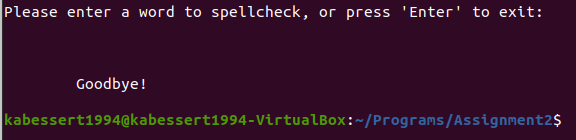 Please enter a word to spellcheck, or press 'Enter' to exit:
Goodbye!
kabessert1994@kabessert1994-VirtualBox:~/Programs/Assignment2$